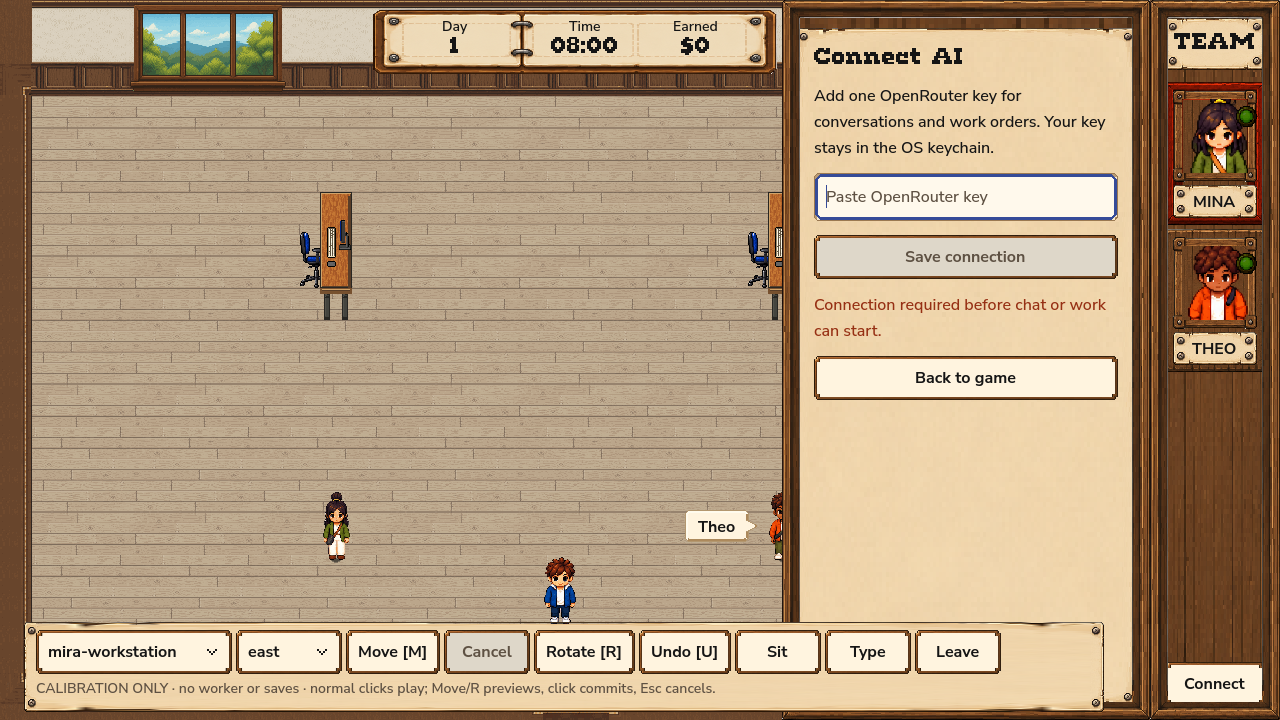 Day
1
Time
08:00
Earned
$0
Connect AI
Add one OpenRouter key for
conversations and work orders. Your key
stays in the OS keychain.
Paste OpenRouter key
Save connection
Connection required before chat or work
can start.
Back to game
TEAM
MINA
THEO
Connect
Theo
mira-workstation
east
Move [M]
Cancel
Rotate [R]
Undo [U]
Sit
Type
Leave
CALIBRATION ONLY · no worker or saves · normal clicks play; Move/R previews, click commits, Esc cancels.